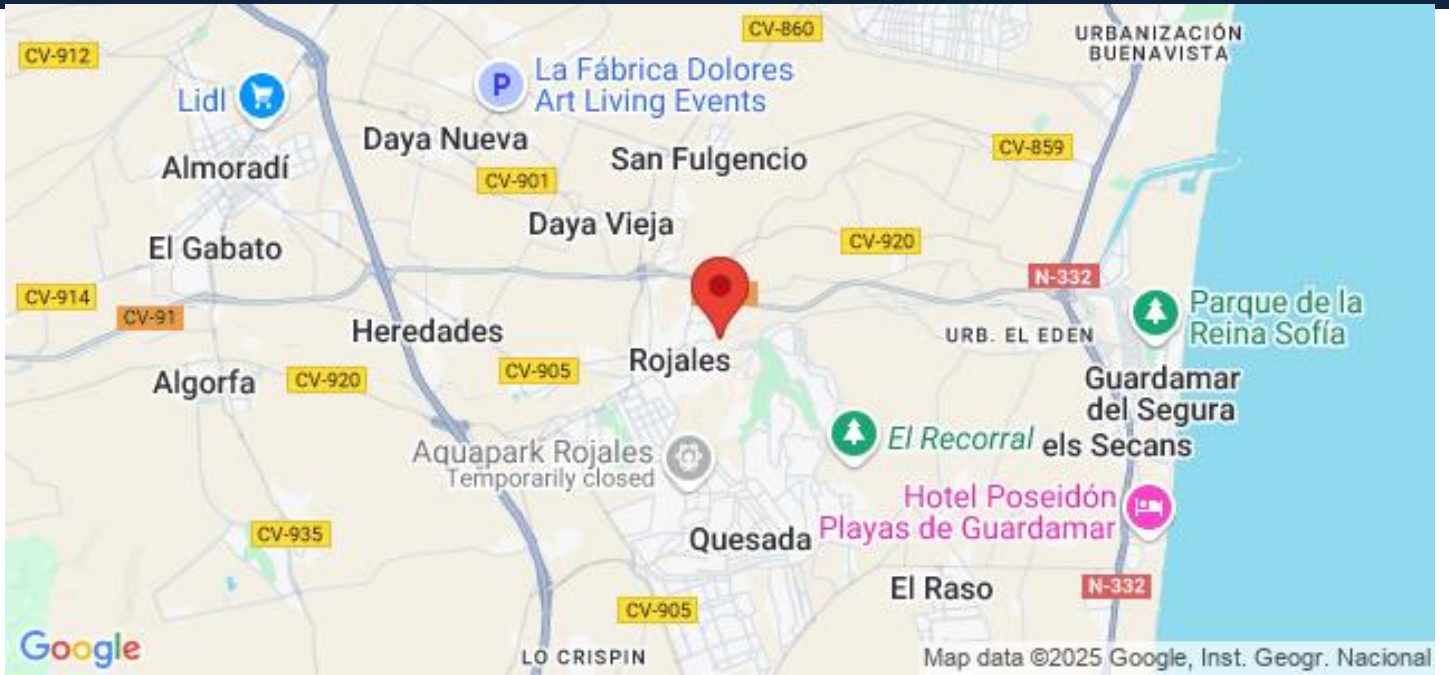 CV-860
URBANIZACIÓN
BUENAVISTA
CV-912
La Fábrica Dolores
Art Living Events
P
Lidl
Daya Nueva
San Fulgencio
CV-859
Almoradí
CV-901
Daya Vieja
CV-920
El Gabato
N-332
CV-914
CV-91
Parque de la
Reina Sofía
Heredades
URB. EL EDEN
Rojales
CV-905
Algorfa
CV-920
Guardamar
del Segura
El Recorral
els Secans
Aquapark Rojales
Temporarily closed
Hotel Poseidón
Playas de Guardamar
CV-935
Quesada
El Raso
N-332
CV-905
Google
LO CRISPIN
Map data ©2025 Google, Inst. Geogr. Nacional